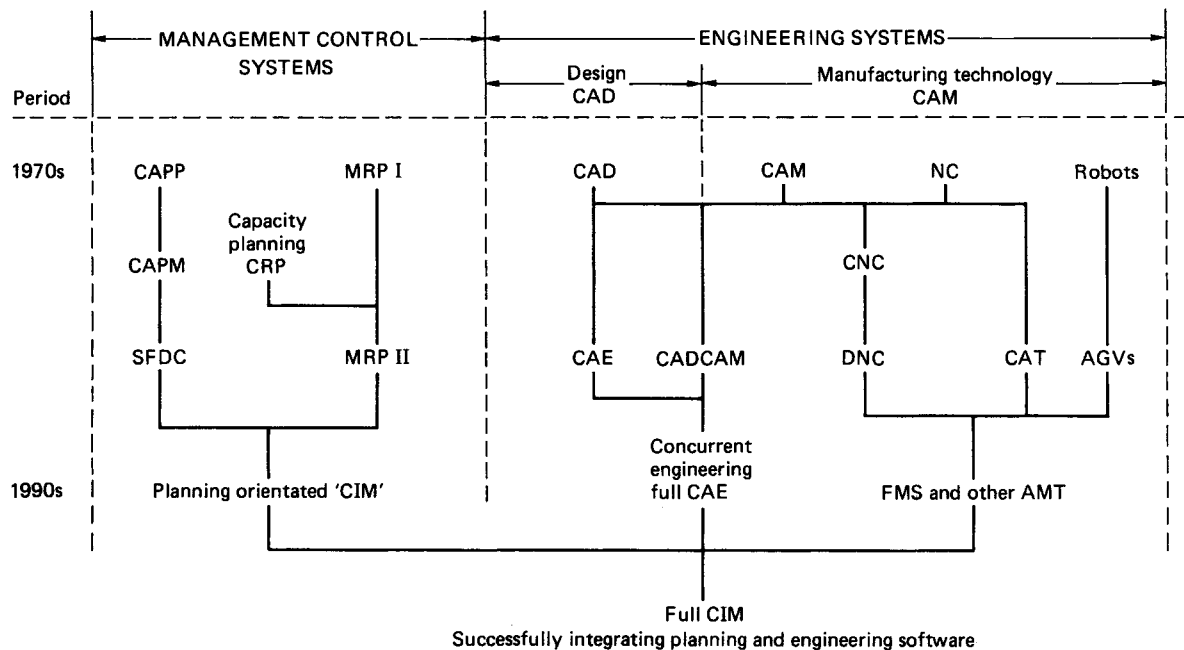 MANAGEMENT CONTROL
SYSTEMS
ENGINEERING SYSTEMS
Design
CAD
Manufacturing technology
CAM
Period
1970s
CAPP
MRP I
CAD
CAM
NC
Robots
Capacity
planning
CRP
CAPM
CNC
SFDC
MRP II
CAE
CADCAM
DNC
CAT
AGVs
Concurrent
engineering
full CAE
1990s
Planning orientated 'CIM'
FMS and other AMT
Full CIM
Successfully integrating planning and engineering software